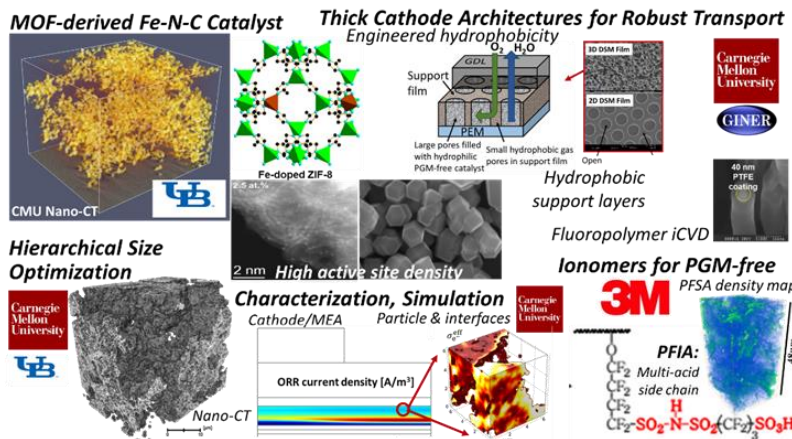 MOF-derived Fe-N-C Catalyst
CMU Nano-CT
UB
Fe-doped ZIF-8
2.5 at.%
2 nm
High active site density
Thick Cathode Architectures for Robust Transport
Engineered hydrophobicity
O2
H2O
GDL
Support
film
PEM
Large pores filled
with hydrophilic
PGM-free catalyst
Small hydrophobic gas
pores in support film
3D DSM Film
2D DSM Film
Open
Hydrophobic
support layers
Carnegie
Mellon
University
GINER
40 nm
PTFE
coating
Fluoropolymer iCVD
Hierarchical Size
Optimization
Carnegie
Mellon
University
UB
Nano-CT
Characterization, Simulation
Cathode/MEA
Particle & interfaces
Carnegie
Mellon
University
ORR current density [A/m³]
Ionomers for PGM-free
3M
PFSA density map
PFIA:
Multi-acid
side chain
O
CF2
CF2
CF2
CF2-SO2-N-SO2(CF2)3SO3H
H